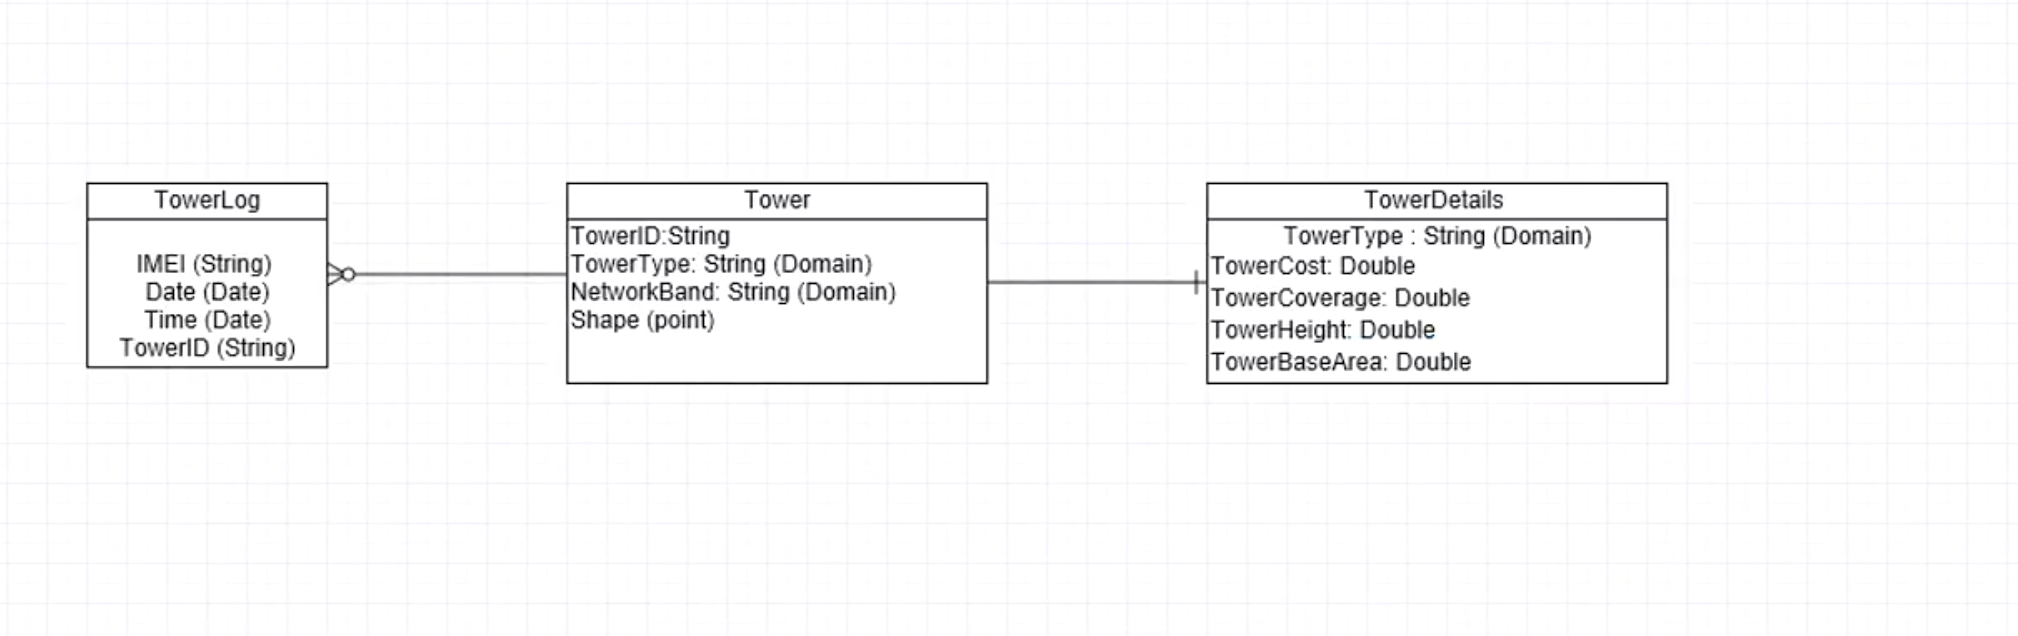 TowerLog
IMEI (String)
Date (Date)
Time (Date)
TowerID (String)
Tower
TowerID:String
TowerType: String (Domain)
NetworkBand: String (Domain)
Shape (point)
TowerDetails
TowerType : String (Domain)
TowerCost: Double
TowerCoverage: Double
TowerHeight: Double
TowerBaseArea: Double